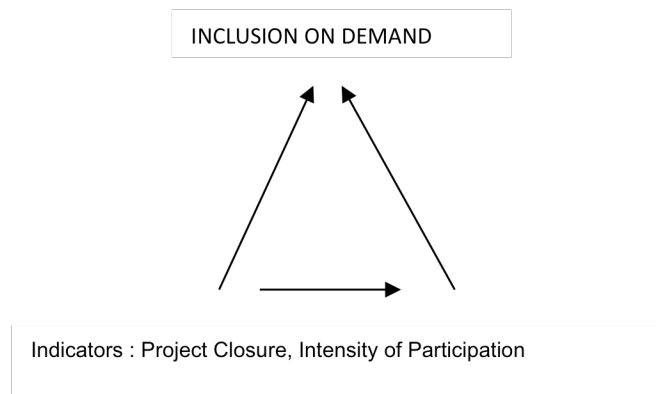 INCLUSION ON DEMAND
Indicators : Project Closure, Intensity of Participation